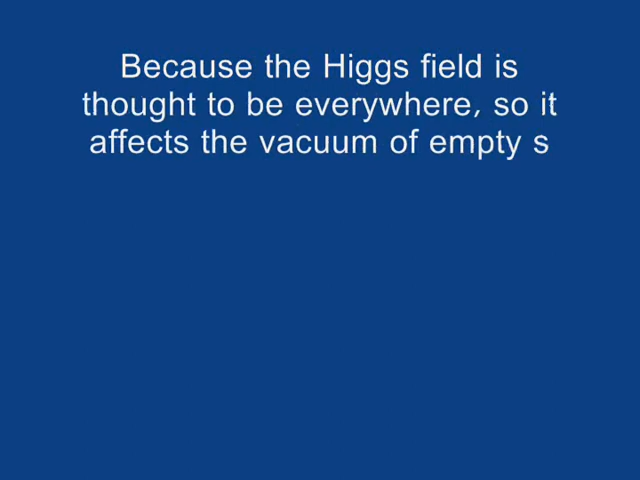 Because the Higgs field is
thought to be everywhere, so it
affects the vacuum of empty s